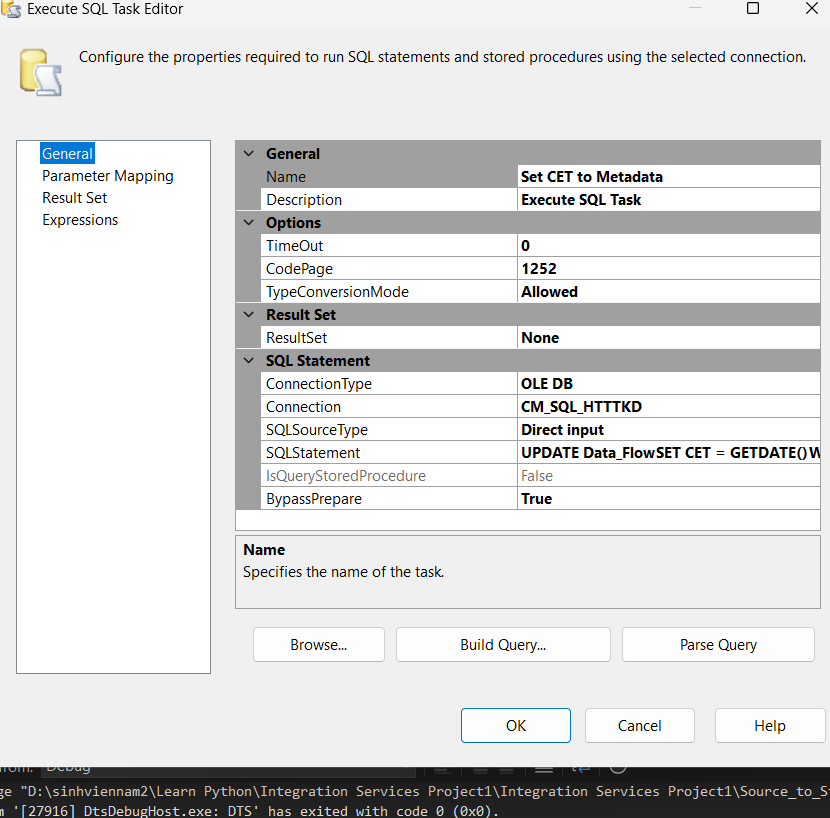 Execute SQL Task Editor
Configure the properties required to run SQL statements and stored procedures using the selected connection.
General
Parameter Mapping
Result Set
Expressions
General
Name Set CET to Metadata
Description Execute SQL Task
Options
TimeOut 0
CodePage 1252
TypeConversionMode Allowed
Result Set
ResultSet None
SQL Statement
ConnectionType OLE DB
Connection CM_SQL_HTTTKD
SQLSourceType Direct input
SQLStatement UPDATE Data_FlowSET CET = GETDATE()W
IsQueryStoredProcedure False
BypassPrepare True
Name
Specifies the name of the task.
Browse... Build Query... Parse Query
OK Cancel Help
Debug
"D:\sinhviennam2\Learn Python\Integration Services Project1\Integration Services Project1\Source_to_S
'[27916] DtsDebugHost.exe: DTS' has exited with code 0 (0x0).